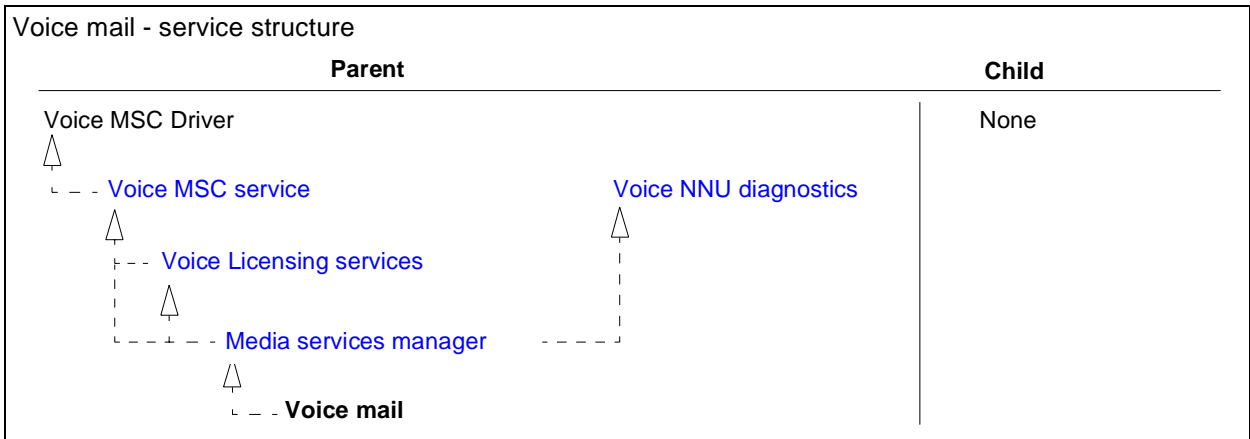 Voice mail - service structure
Parent Child
Voice MSC Driver None
Voice MSC service Voice NNU diagnostics
Voice Licensing services
Media services manager
Voice mail